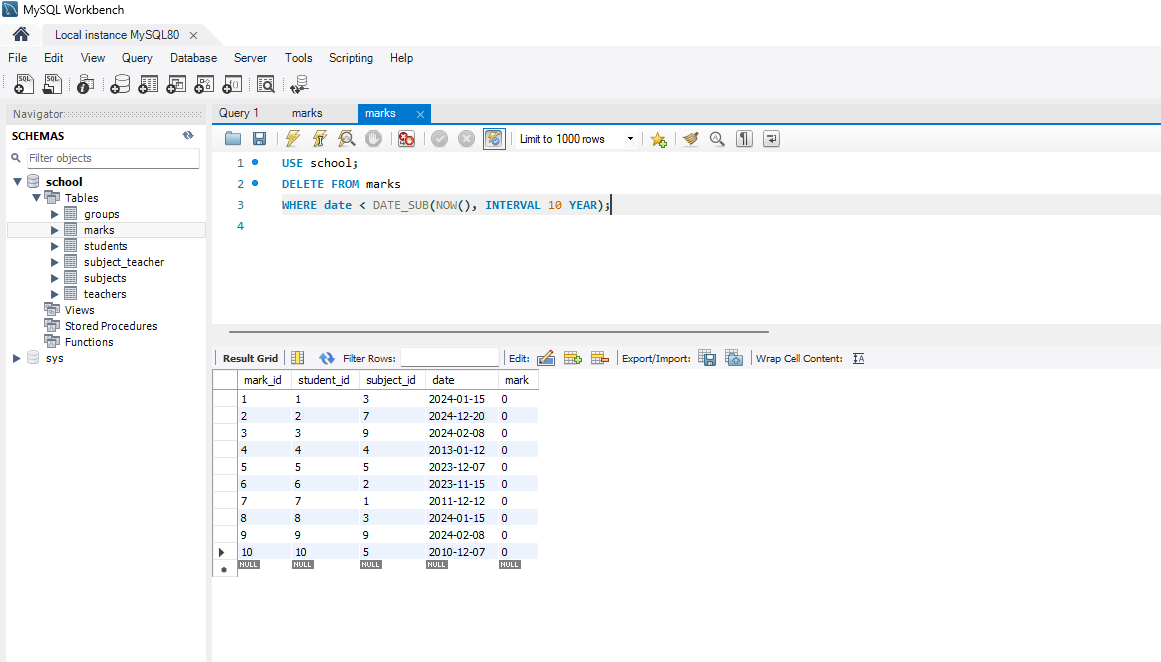 MySQL Workbench
Local instance MySQL80
File Edit View Query Database Server Tools Scripting Help
Navigator
Query 1 marks marks
SCHEMAS
Limit to 1000 rows
Filter objects
school
Tables
groups
marks
students
subject_teacher
subjects
teachers
Views
Stored Procedures
Functions
sys
1 USE school;
2 DELETE FROM marks
3 WHERE date < DATE_SUB(NOW(), INTERVAL 10 YEAR);
4
Result Grid Filter Rows: Edit: Export/Import: Wrap Cell Content:
mark_id student_id subject_id date mark
1 1 3 2024-01-15 0
2 2 7 2024-12-20 0
3 3 9 2024-02-08 0
4 4 4 2013-01-12 0
5 5 5 2023-12-07 0
6 6 2 2023-11-15 0
7 7 1 2011-12-12 0
8 8 3 2024-01-15 0
9 9 9 2024-02-08 0
10 10 5 2010-12-07 0
NULL NULL NULL NULL NULL